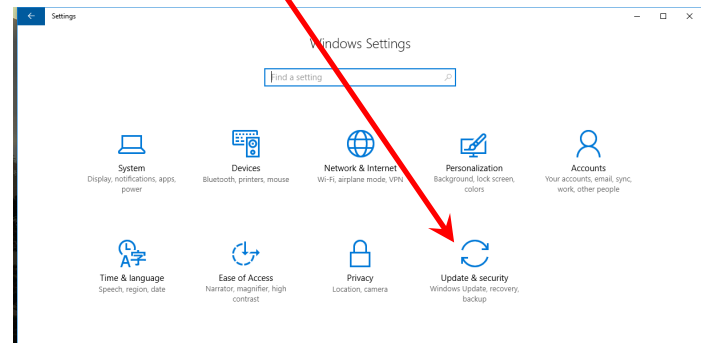 Settings
Windows Settings
Find a setting
System
Display, notifications, apps,
power
Devices
Bluetooth, printers, mouse
Network & Internet
Wi-Fi, airplane mode, VPN
Personalization
Background, lock screen,
colors
Accounts
Your accounts, email, sync,
work, other people
A字
Time & language
Speech, region, date
Ease of Access
Narrator, magnifier, high
contrast
Privacy
Location, camera
Update & security
Windows Update, recovery,
backup